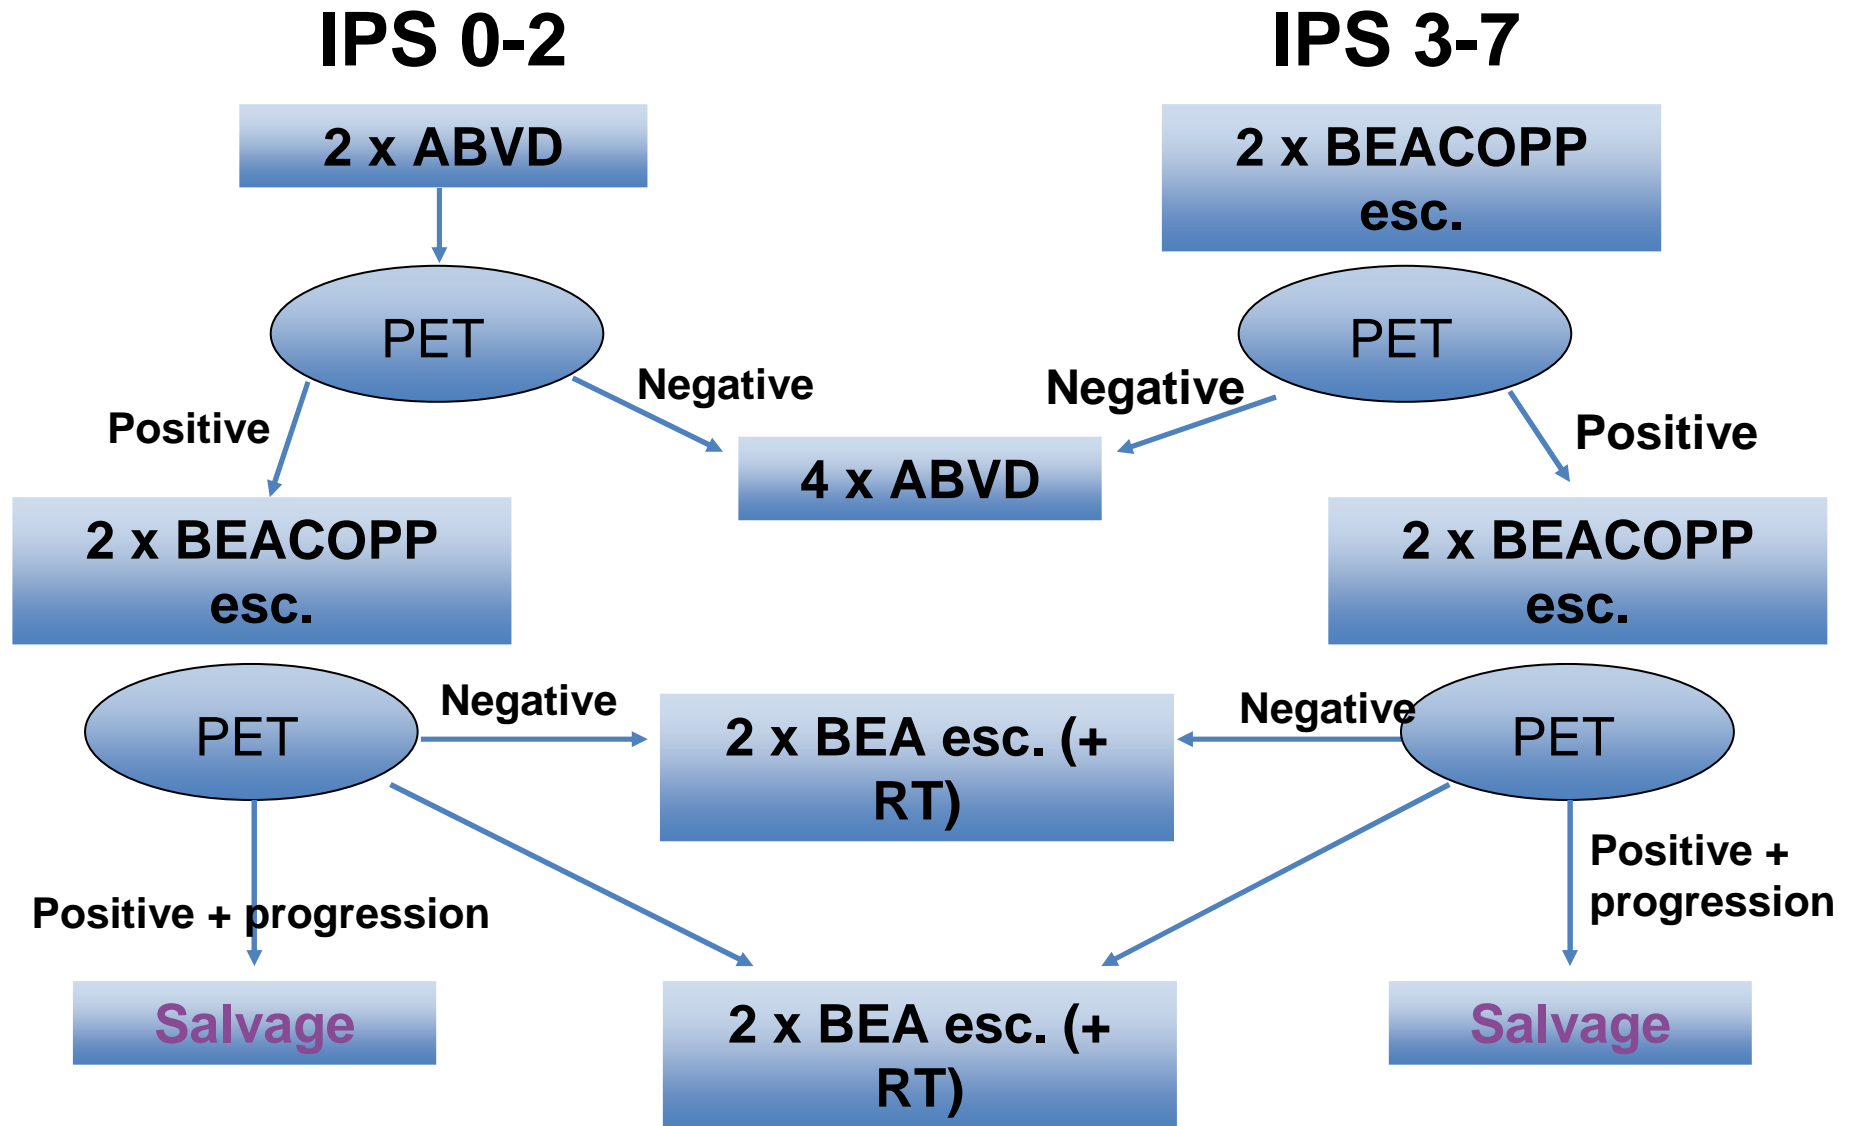 IPS 0-2
IPS 3-7
2 x ABVD
2 x BEACOPP
esc.
PET
PET
Negative
Negative
Positive
Positive
4 x ABVD
2 x BEACOPP
esc.
2 x BEACOPP
esc.
PET
Negative
2 x BEA esc. (+
RT)
Negative
PET
Positive + progression
Positive +
progression
Salvage
2 x BEA esc. (+
RT)
Salvage